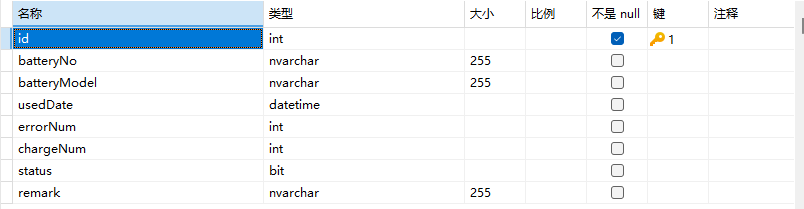 名称 类型 大小 比例 不是 null 键 注释
id int 1
batteryNo nvarchar 255
batteryModel nvarchar 255
usedDate datetime
errorNum int
chargeNum int
status bit
remark nvarchar 255